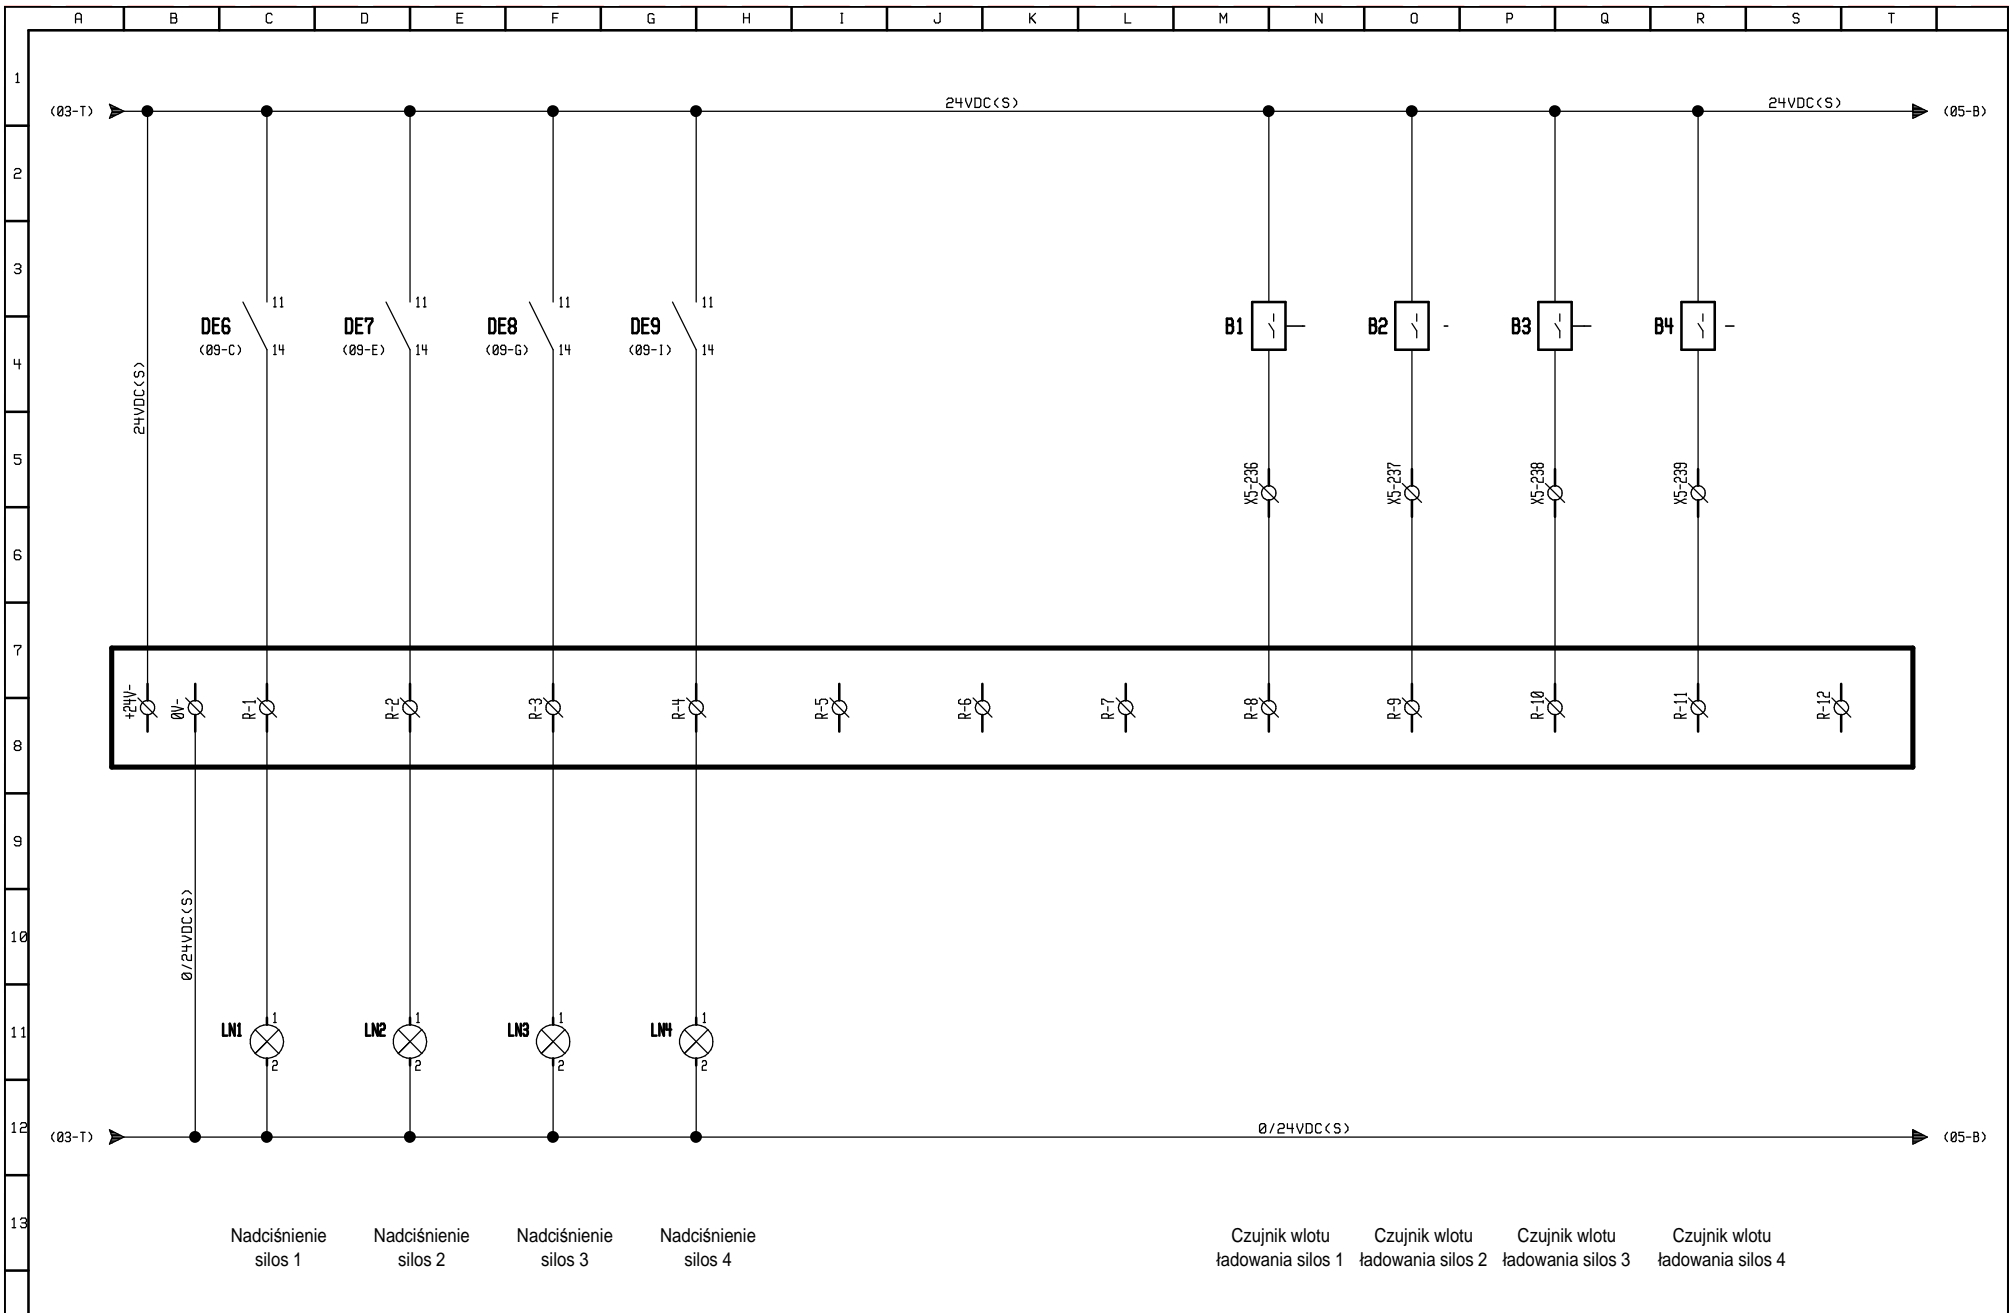 A B C D E F G H I J K L M N O P Q R S T
1
24VDC(S) 24VDC(S)
(03-T) (05-B)
2
3
11 11 11 11
DE6 DE7 DE8 DE9 B1 B2 B3 B4
(09-C) 14 (09-E) 14 (09-G) 14 (09-I) 14
4
24VDC(S)
5
X5-236 X5-237 X5-238 X5-239
6
7
+24V- 0V- R-1 R-2 R-3 R-4 R-5 R-6 R-7 R-8 R-9 R-10 R-11 R-12
8
9
0/24VDC(S)
10
1 1 1 1
11 LN1 LN2 LN3 LN4
2 2 2 2
12 0/24VDC(S)
(03-T) (05-B)
13
Nadciśnienie Nadciśnienie Nadciśnienie Nadciśnienie Czujnik wlotu Czujnik wlotu Czujnik wlotu Czujnik wlotu
silos 1 silos 2 silos 3 silos 4 ładowania silos 1 ładowania silos 2 ładowania silos 3 ładowania silos 4